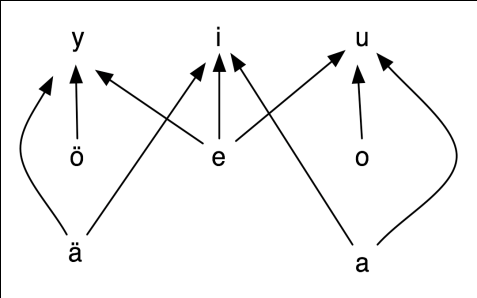 y i u
ö e o
ä a